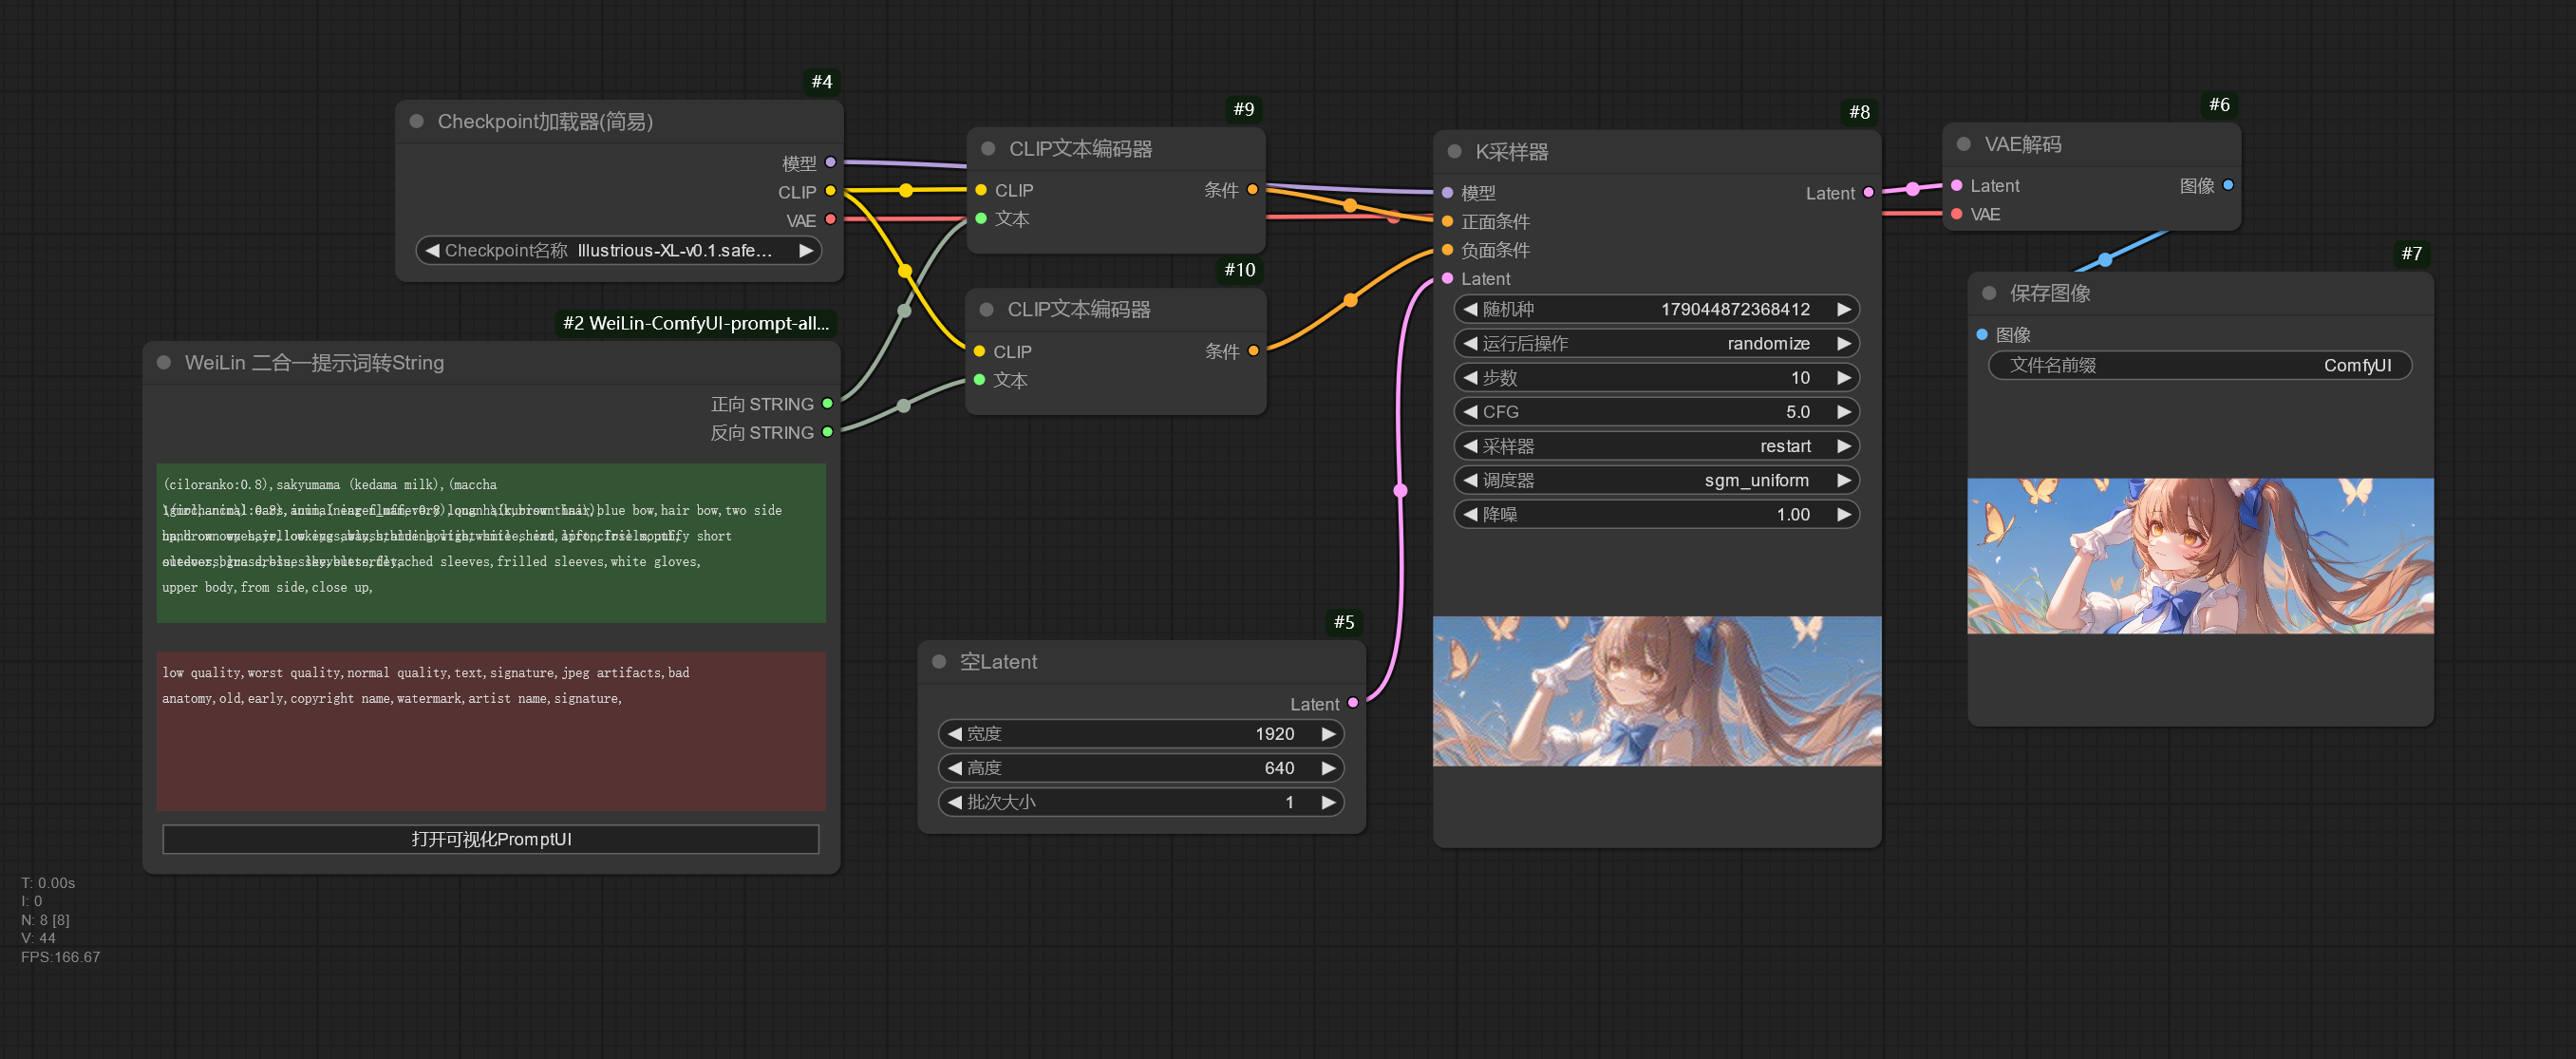 #4
Checkpoint加载器(简易)
模型
CLIP
VAE
Checkpoint名称 Illustrious-XL-v0.1.safe...
#2 WeiLin-ComfyUI-prompt-all...
WeiLin 二合一提示词转String
正向 STRING
反向 STRING
(ciloranko:0.8),sakyumama (kedama milk),(maccha
blue bow,hair bow,two side
puffy short
detached sleeves,frilled sleeves,white gloves,
upper body,from side,close up,
low quality,worst quality,normal quality,text,signature,jpeg artifacts,bad
anatomy,old,early,copyright name,watermark,artist name,signature,
打开可视化PromptUI
#9
CLIP文本编码器
CLIP 条件
文本
#10
CLIP文本编码器
CLIP 条件
文本
#5
空Latent
Latent
宽度 1920
高度 640
批次大小 1
#8
K采样器
模型 Latent
正面条件
负面条件
Latent
随机种 179044872368412
运行后操作 randomize
步数 10
CFG 5.0
采样器 restart
调度器 sgm_uniform
降噪 1.00
#6
VAE解码
Latent 图像
VAE
#7
保存图像
图像
文件名前缀 ComfyUI
T: 0.00s
I: 0
N: 8 [8]
V: 44
FPS:166.67